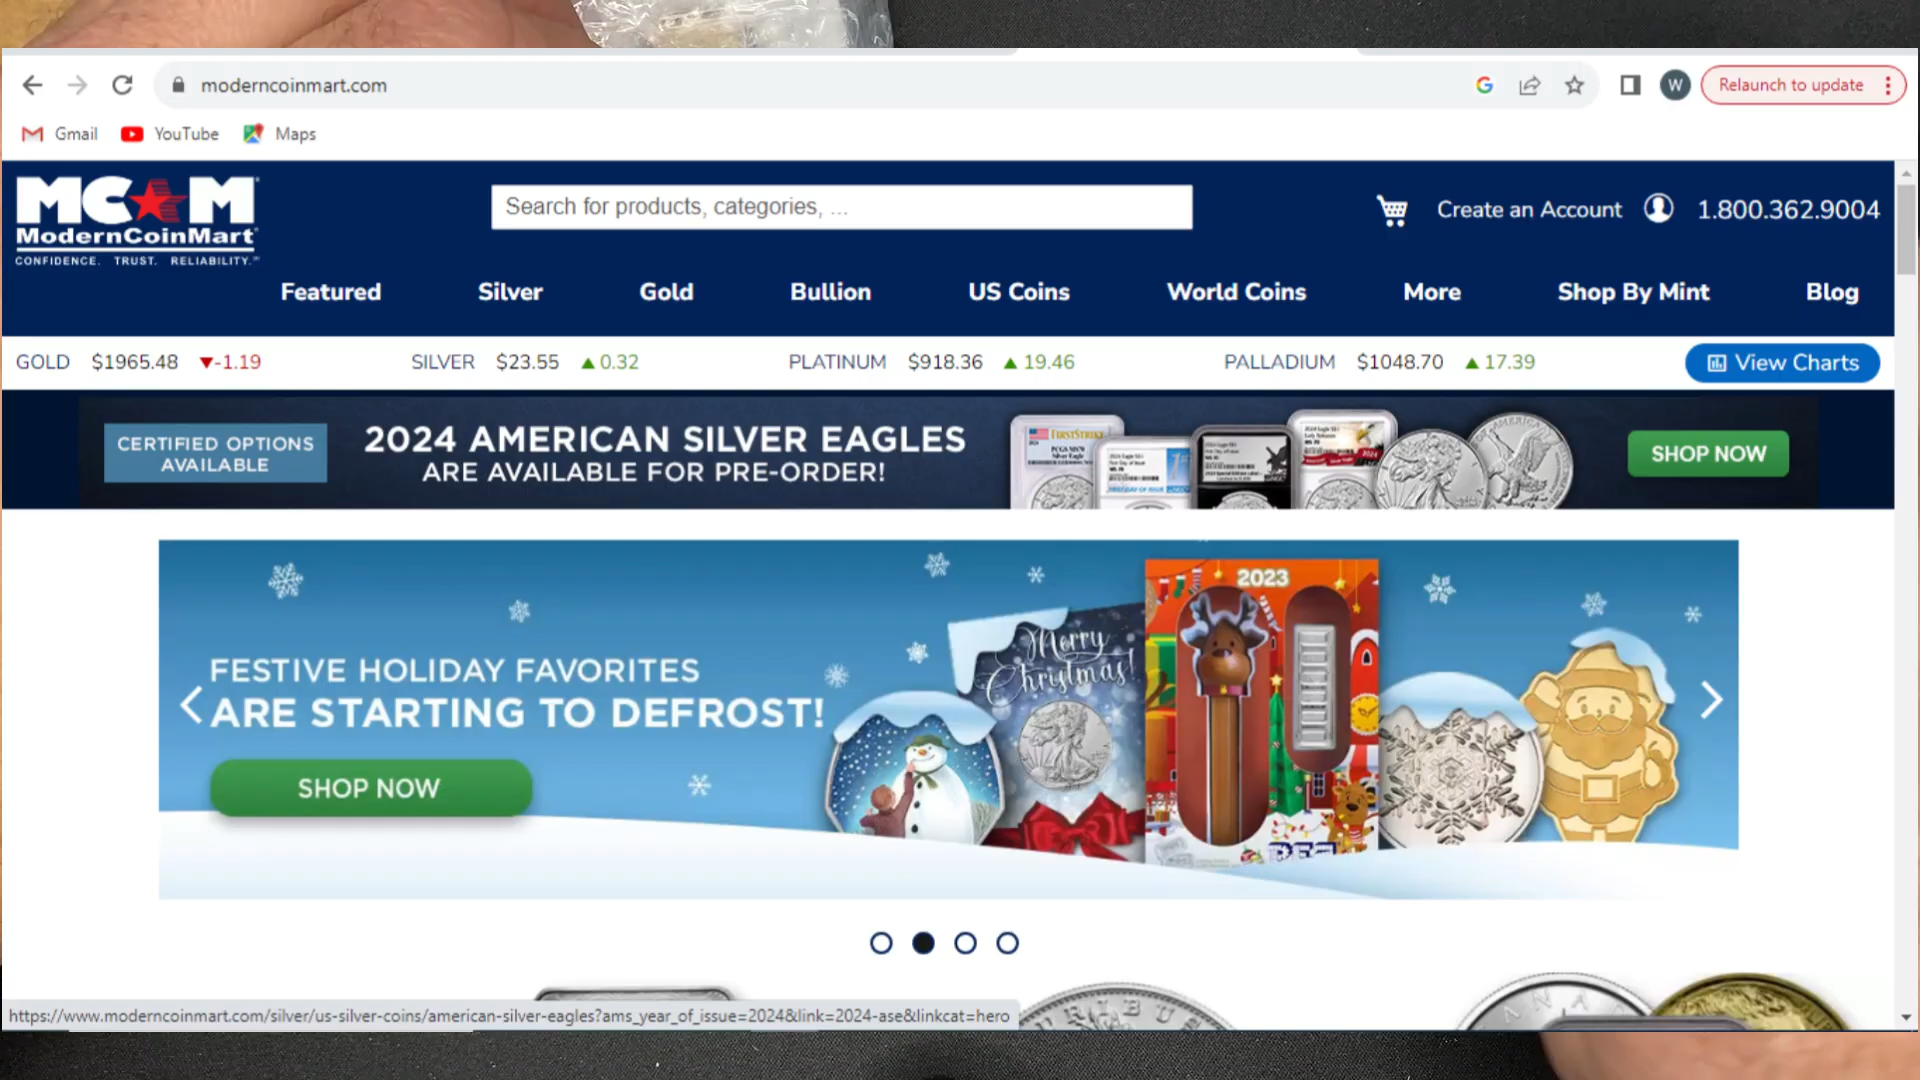 moderncoinmart.com
W
Relaunch to update
Gmail
YouTube
Maps
MC M
ModernCoinMart
CONFIDENCE. TRUST. RELIABILITY.
Search for products, categories, ...
Create an Account
1.800.362.9004
Featured
Silver
Gold
Bullion
US Coins
World Coins
More
Shop By Mint
Blog
GOLD $1965.48 ▼-1.19
SILVER $23.55 ▲0.32
PLATINUM $918.36 ▲19.46
PALLADIUM $1048.70 ▲17.39
View Charts
CERTIFIED OPTIONS
AVAILABLE
2024 AMERICAN SILVER EAGLES
ARE AVAILABLE FOR PRE-ORDER!
FIRSTSTRIKE
SHOP NOW
FESTIVE HOLIDAY FAVORITES
ARE STARTING TO DEFROST!
SHOP NOW
Merry
Christmas!
2023
PEZ
https://www.moderncoinmart.com/silver/us-silver-coins/american-silver-eagles?ams_year_of_issue=2024&link=2024-ase&linkcat=hero